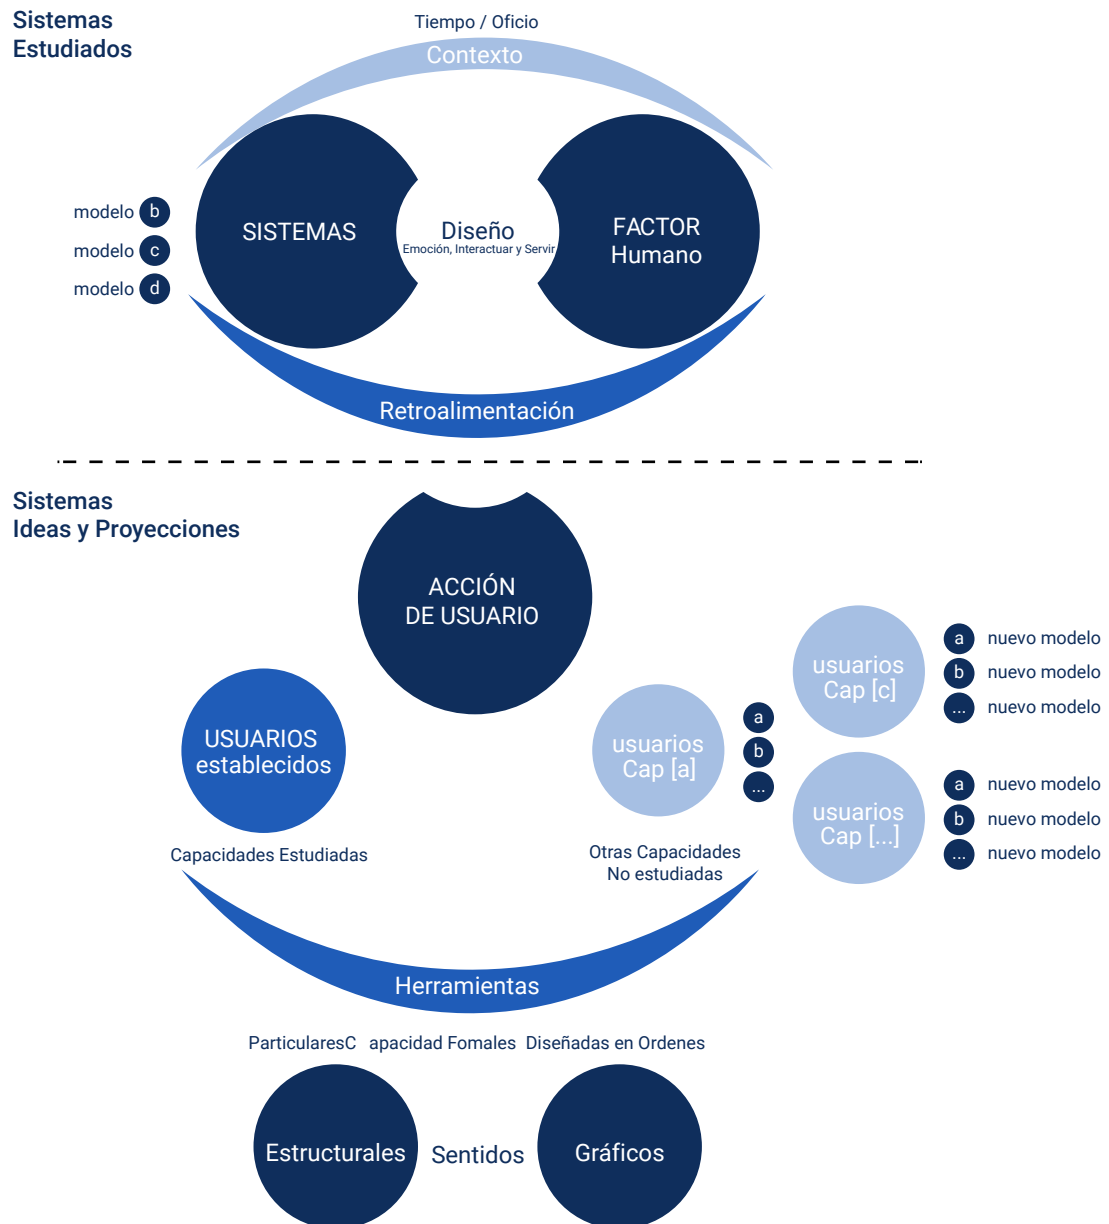 Sistemas
Estudiados
Tiempo / Oficio
Contexto
modelo b
modelo c
modelo d
SISTEMAS
Diseño
Emoción, Interactuar y Servir
FACTOR
Humano
Retroalimentación
Sistemas
Ideas y Proyecciones
ACCIÓN
DE USUARIO
USUARIOS
establecidos
Capacidades Estudiadas
usuarios
Cap [a]
a
b
...
Otras Capacidades
No estudiadas
usuarios
Cap [c]
a nuevo modelo
b nuevo modelo
... nuevo modelo
usuarios
Cap [...]
a nuevo modelo
b nuevo modelo
... nuevo modelo
Herramientas
ParticularesC apacidad Fomales Diseñadas en Ordenes
Estructurales
Sentidos
Gráficos